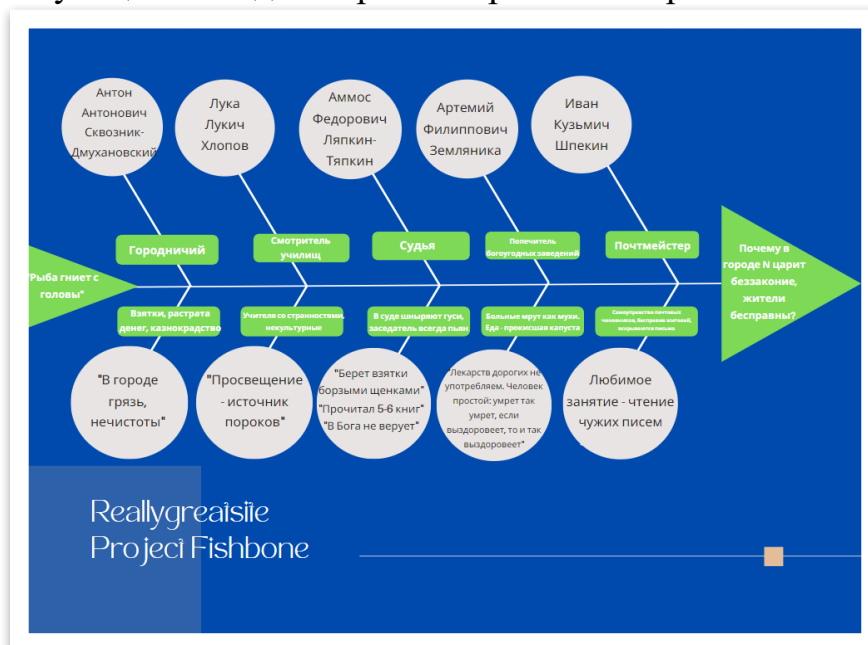 Антон
Антонович
Сквозник-
Дмухановский
Лука
Лукич
Хлопов
Аммос
Федорович
Ляпкин-
Тяпкин
Артемий
Филиппович
Земляника
Иван
Кузьмич
Шпекин
Городничий
Смотритель
училищ
Судья
Попечитель
богоугодных заведений
Почтмейстер
"Рыба гниет с
головы"
Почему в
городе N царит
беззаконие,
жители
бесправны?
Взятки, растрата
денег, казнокрадство
Учителя со странностями,
некультурные
В суде шныряют гуси,
заседатель всегда пьян
Больные мрут как мухи.
Еда - прокисшая капуста
вскрываются письма
"В городе
грязь,
нечистоты"
"Просвещение
- источник
пороков"
"Берет взятки
борзыми щенками"
"Прочитал 5-6 книг"
"В Бога не верует"
"Лекарств дорогих не
употребляем. Человек
простой: умрет так
умрет, если
выздоровеет, то и так
выздоровеет"
Любимое
занятие - чтение
чужих писем
Reallygreatsite
Project Fishbone